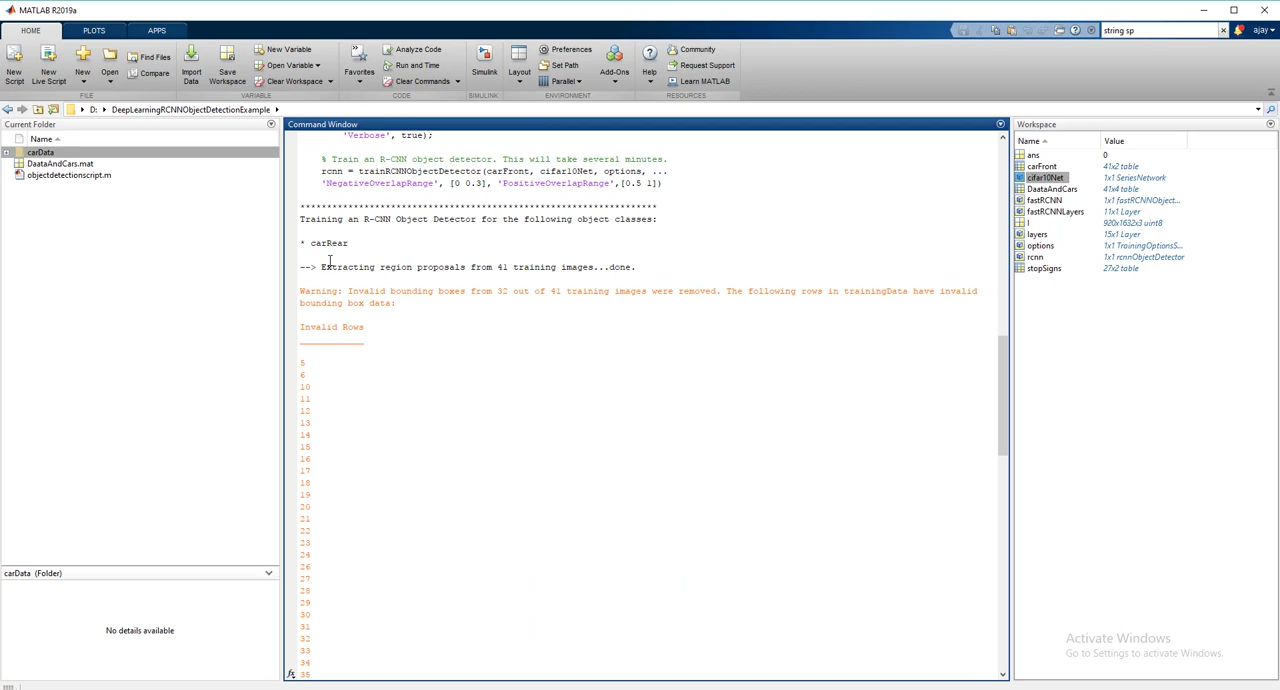 MATLAB R2019a
HOME PLOTS APPS
string sp
ajay
New Script
New Live Script
New
Open
Find Files
Compare
Import Data
Save Workspace
New Variable
Open Variable
Clear Workspace
Favorites
Analyze Code
Run and Time
Clear Commands
Simulink
Layout
Preferences
Set Path
Parallel
Add-Ons
Help
Community
Request Support
Learn MATLAB
FILE VARIABLE CODE SIMULINK ENVIRONMENT RESOURCES
D: DeepLearningRCNNObjectDetectionExample
Current Folder
Name
carData
DaataAndCars.mat
objectdetectionscript.m
carData (Folder)
No details available
Command Window
'Verbose', true);
% Train an R-CNN object detector. This will take several minutes.
rcnn = trainRCNNObjectDetector(carFront, cifar10Net, options, ...
'NegativeOverlapRange', [0 0.3], 'PositiveOverlapRange',[0.5 1])
*******************************************************************
Training an R-CNN Object Detector for the following object classes:
* carRear
--> Extracting region proposals from 41 training images...done.
Warning: Invalid bounding boxes from 32 out of 41 training images were removed. The following rows in trainingData have invalid
bounding box data:
Invalid Rows
____________
5
6
10
11
12
13
14
15
16
17
18
19
20
21
22
23
24
26
27
28
29
30
31
32
33
34
fx 35
Workspace
Name Value
ans 0
carFront 41x2 table
cifar10Net 1x1 SeriesNetwork
DaataAndCars 41x4 table
fastRCNN 1x1 fastRCNNObject...
fastRCNNLayers 11x1 Layer
I 920x1632x3 uint8
layers 15x1 Layer
options 1x1 TrainingOptionsS...
rcnn 1x1 rcnnObjectDetector
stopSigns 27x2 table
Activate Windows
Go to Settings to activate Windows.